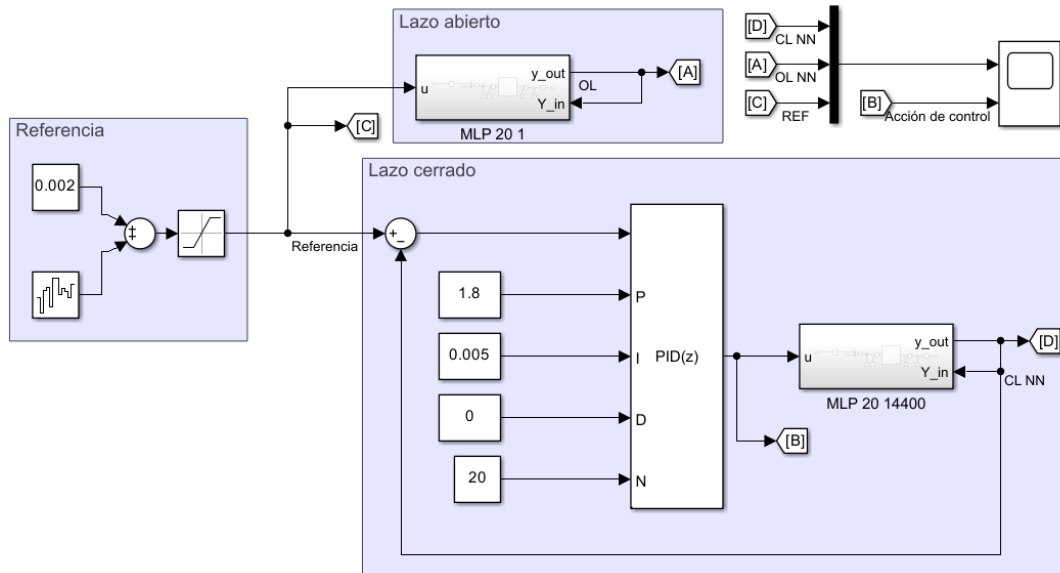 Lazo abierto
u
y_out
Y_in
OL
MLP 20 1
[A]
[C]
[D]
CL NN
[A]
OL NN
[C]
REF
[B]
Acción de control
Referencia
0.002
Referencia
Lazo cerrado
1.8
0.005
0
20
P
I
D
N
PID(z)
u
y_out
Y_in
MLP 20 14400
CL NN
[D]
[B]